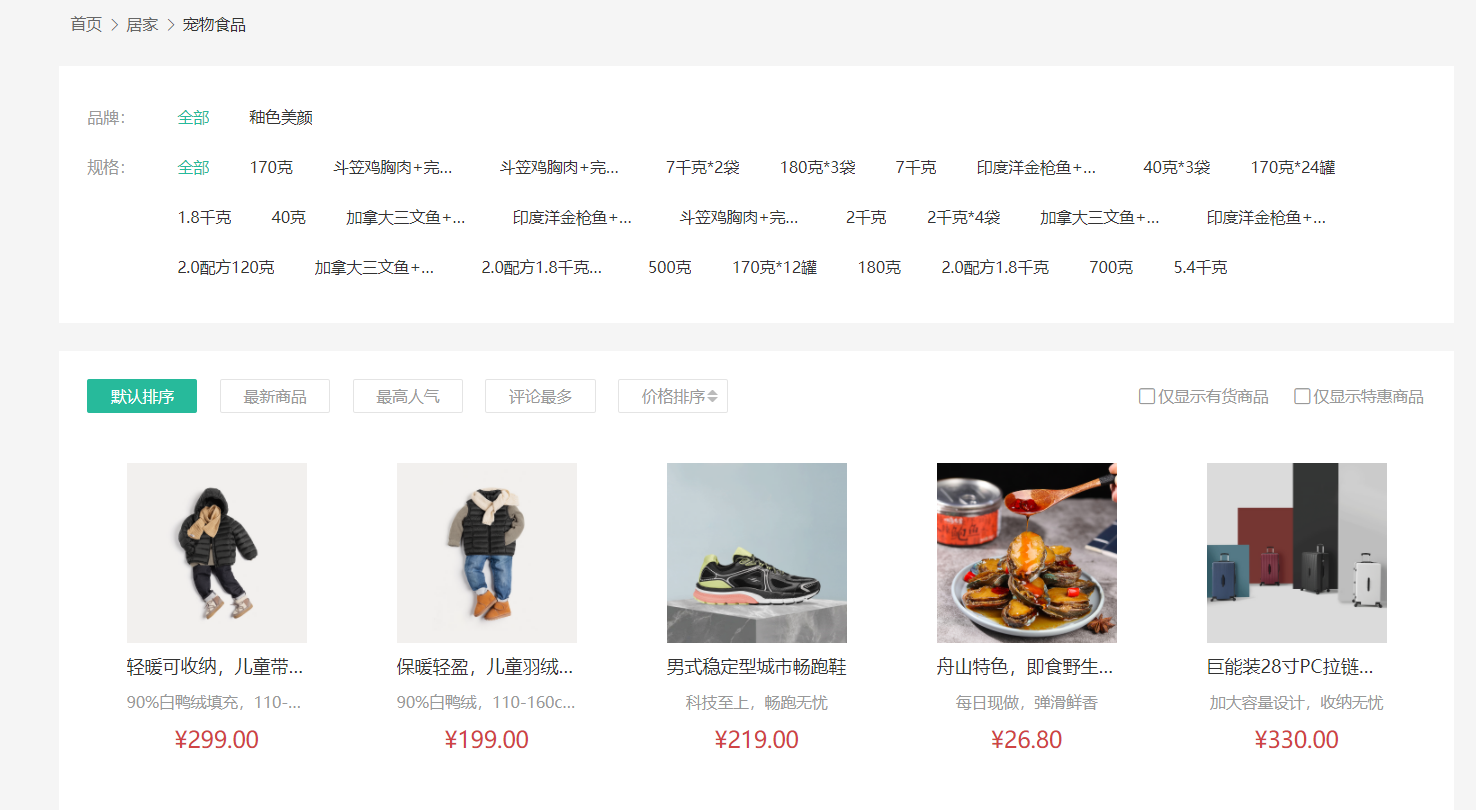 首页 > 居家 > 宠物食品
品牌： 全部 釉色美颜
规格： 全部 170克 斗笠鸡胸肉+完... 斗笠鸡胸肉+完... 7千克*2袋 180克*3袋 7千克 印度洋金枪鱼+... 40克*3袋 170克*24罐
1.8千克 40克 加拿大三文鱼+... 印度洋金枪鱼+... 斗笠鸡胸肉+完... 2千克 2千克*4袋 加拿大三文鱼+... 印度洋金枪鱼+...
2.0配方120克 加拿大三文鱼+... 2.0配方1.8千克... 500克 170克*12罐 180克 2.0配方1.8千克 700克 5.4千克
默认排序 最新商品 最高人气 评论最多 价格排序 仅显示有货商品 仅显示特惠商品
轻暖可收纳，儿童带... 保暖轻盈，儿童羽绒... 男式稳定型城市畅跑鞋 舟山特色，即食野生... 巨能装28寸PC拉链...
90%白鸭绒填充，110-... 90%白鸭绒，110-160c... 科技至上，畅跑无忧 每日现做，弹滑鲜香 加大容量设计，收纳无忧
¥299.00 ¥199.00 ¥219.00 ¥26.80 ¥330.00